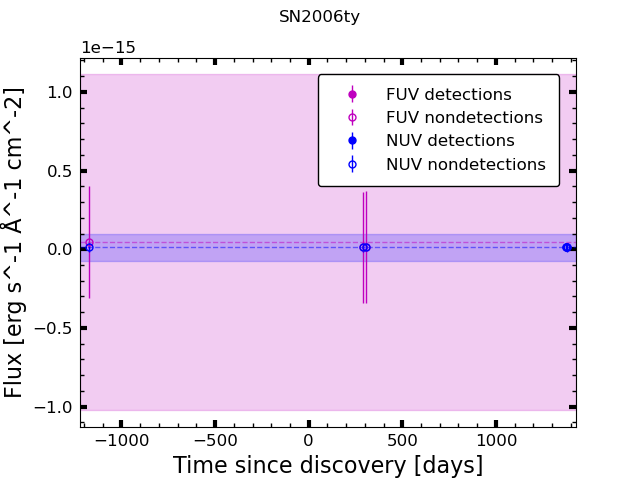 SN2006ty
1e−15
1.0
0.5
0.0
−0.5
−1.0
Flux [erg s^-1 Å^-1 cm^-2]
FUV detections
FUV nondetections
NUV detections
NUV nondetections
−1000
−500
0
500
1000
Time since discovery [days]